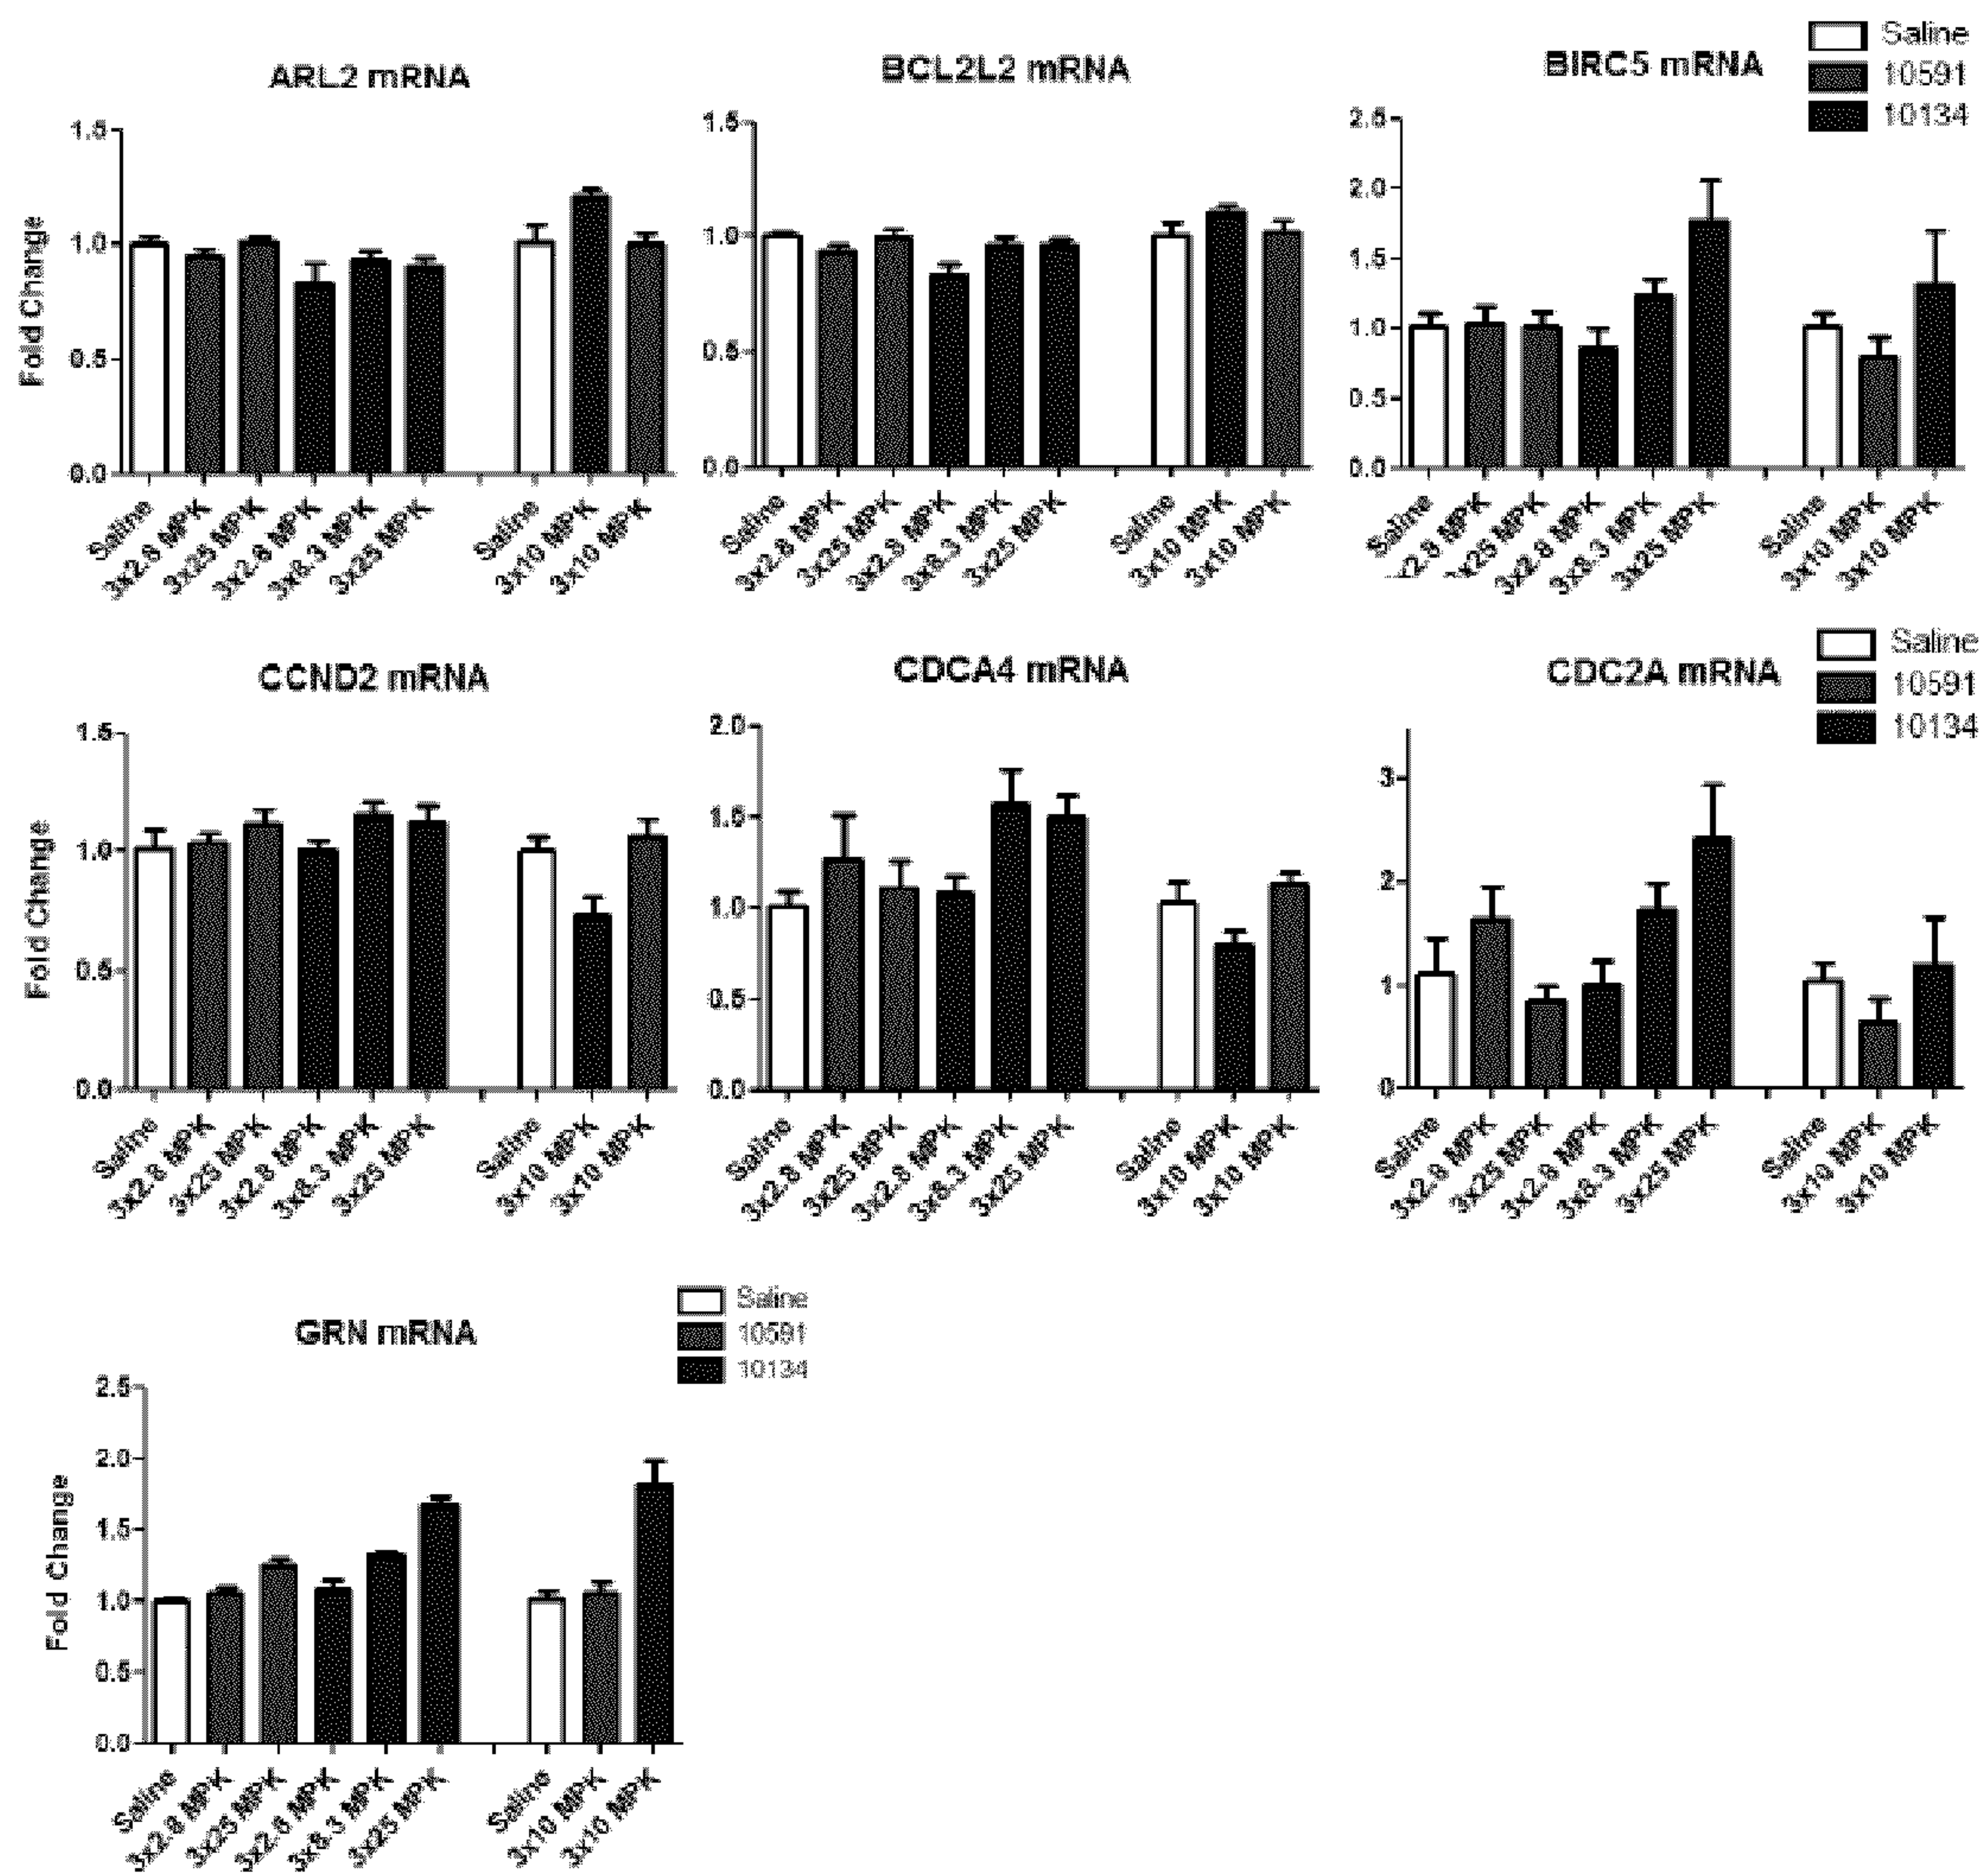 ARL2 mRNA
Fold Change
1.5
1.0
0.5
0.0
Saline
3x2.8 MPK
3x25 MPK
3x2.8 MPK
3x8.3 MPK
3x25 MPK
Saline
3x10 MPK
3x10 MPK
BCL2L2 mRNA
1.5
1.0
0.5
0.0
Saline
3x2.8 MPK
3x25 MPK
3x2.8 MPK
3x8.3 MPK
3x25 MPK
Saline
3x10 MPK
3x10 MPK
BIRC5 mRNA
Saline
10591
10134
2.5
2.0
1.5
1.0
0.5
0.0
Saline
x2.8 MPK
x25 MPK
3x2.8 MPK
3x8.3 MPK
3x25 MPK
Saline
3x10 MPK
3x10 MPK
CCND2 mRNA
Fold Change
1.5
1.0
0.5
0.0
Saline
3x2.8 MPK
3x25 MPK
3x2.8 MPK
3x8.3 MPK
3x25 MPK
Saline
3x10 MPK
3x10 MPK
CDCA4 mRNA
2.0
1.5
1.0
0.5
0.0
Saline
3x2.8 MPK
3x25 MPK
3x2.8 MPK
3x8.3 MPK
3x25 MPK
Saline
3x10 MPK
3x10 MPK
CDC2A mRNA
Saline
10591
10134
3
2
1
0
Saline
3x2.8 MPK
3x25 MPK
3x2.8 MPK
3x8.3 MPK
3x25 MPK
Saline
3x10 MPK
3x10 MPK
GRN mRNA
Saline
10591
10134
Fold Change
2.5
2.0
1.5
1.0
0.5
0.0
Saline
3x2.8 MPK
3x25 MPK
3x2.8 MPK
3x8.3 MPK
3x25 MPK
Saline
3x10 MPK
3x10 MPK